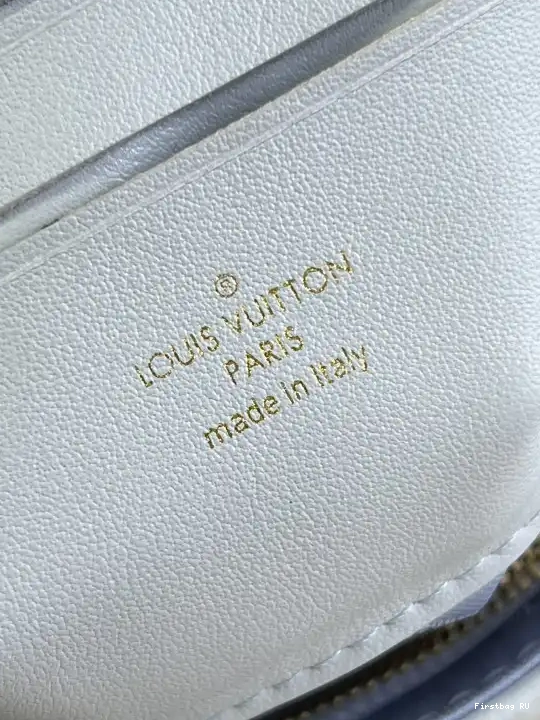 ®
LOUIS VUITTON
PARIS
made in Italy
Firstbag RU